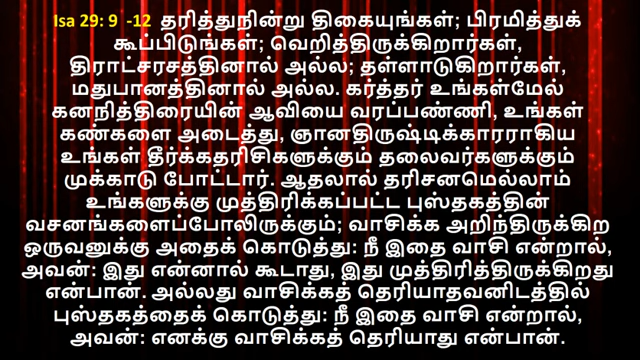 Isa 29: 9 -12 தரித்துநின்று திகையுங்கள்; பிரமித்துக்
கூப்பிடுங்கள்; வெறித்திருக்கிறார்கள்,
திராட்சரசத்தினால் அல்ல; தள்ளாடுகிறார்கள்,
மதுபானத்தினால் அல்ல. கர்த்தர் உங்கள்மேல்
கனநித்திரையின் ஆவியை வரப்பண்ணி, உங்கள்
கண்களை அடைத்து, ஞானதிருஷ்டிக்காரராகிய
உங்கள் தீர்க்கதரிசிகளுக்கும் தலைவர்களுக்கும்
முக்காடு போட்டார். ஆதலால் தரிசனமெல்லாம்
உங்களுக்கு முத்திரிக்கப்பட்ட புஸ்தகத்தின்
வசனங்களைப்போலிருக்கும்; வாசிக்க அறிந்திருக்கிற
ஒருவனுக்கு அதைக் கொடுத்து: நீ இதை வாசி என்றால்,
அவன்: இது என்னால் கூடாது, இது முத்திரித்திருக்கிறது
என்பான். அல்லது வாசிக்கத் தெரியாதவனிடத்தில்
புஸ்தகத்தைக் கொடுத்து: நீ இதை வாசி என்றால்,
அவன்: எனக்கு வாசிக்கத் தெரியாது என்பான்.